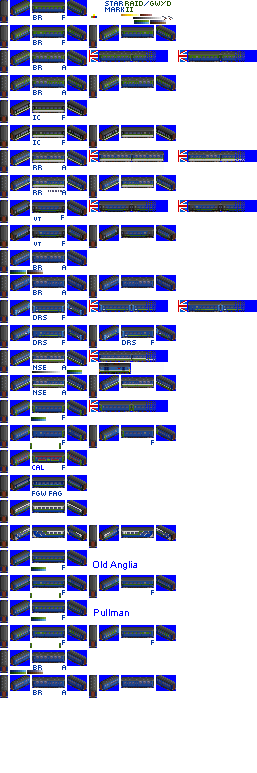 STARRAID/GWYD
MARKII
BR F
BR F
BR A
BR A
IC F
IC F
RR A
RR A
VT F
VT F
BR A
BR A
DRS F
DRS F DRS F
NSE A
NSE A
F
F F
CAL F
FGW FAG
F Old Anglia
F F
F Pullman
F F
BR A
BR A